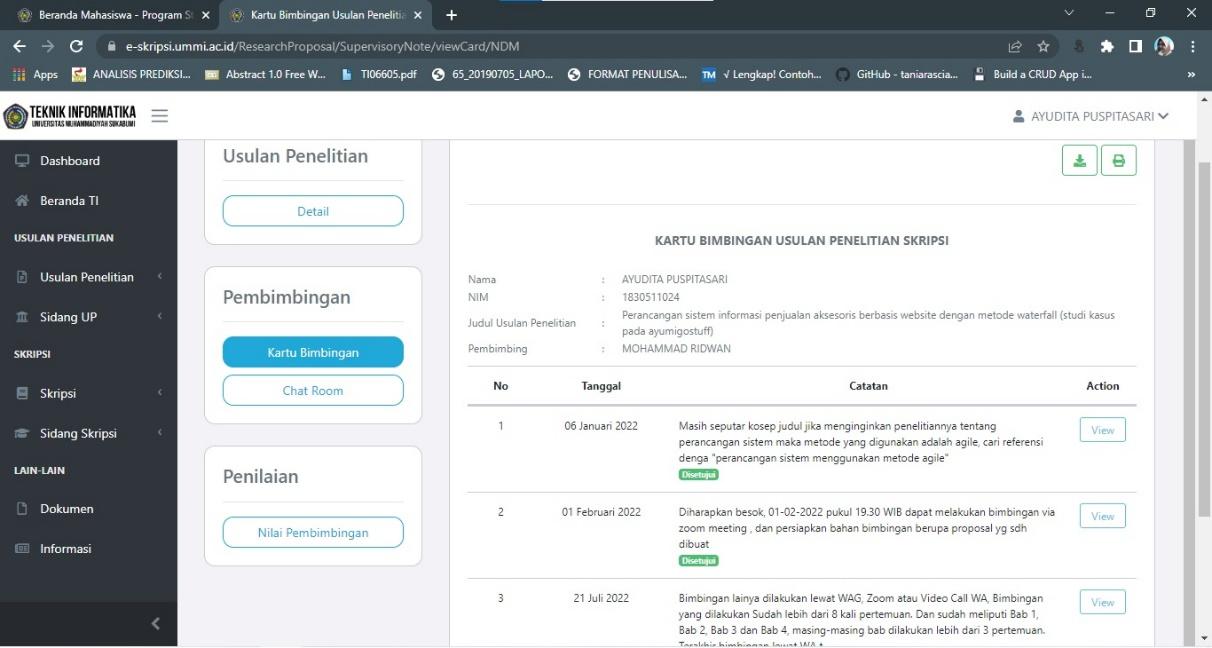 Beranda Mahasiswa - Program St
Kartu Bimbingan Usulan Penelitia
e-skripsi.ummi.ac.id/ResearchProposal/SupervisoryNote/viewCard/NDM
Apps ANALISIS PREDIKSI... Abstract 1.0 Free W... TI06605.pdf 65_20190705_LAPO... FORMAT PENULISA... TM √ Lengkap! Contoh... GitHub - taniarascia... Build a CRUD App i... »
TEKNIK INFORMATIKA
UNIVERSITAS MUHAMMADIYAH SUKABUMI
AYUDITA PUSPITASARI
Dashboard
Beranda TI
USULAN PENELITIAN
Usulan Penelitian
Sidang UP
SKRIPSI
Skripsi
Sidang Skripsi
LAIN-LAIN
Dokumen
Informasi
Usulan Penelitian
Detail
Pembimbingan
Kartu Bimbingan
Chat Room
Penilaian
Nilai Pembimbingan
KARTU BIMBINGAN USULAN PENELITIAN SKRIPSI
Nama : AYUDITA PUSPITASARI
NIM : 1830511024
Judul Usulan Penelitian : Perancangan sistem informasi penjualan aksesoris berbasis website dengan metode waterfall (studi kasus
pada ayumigostuff)
Pembimbing : MOHAMMAD RIDWAN
No Tanggal Catatan Action
1 06 Januari 2022 Masih seputar kosep judul jika menginginkan penelitiannya tentang View
perancangan sistem maka metode yang digunakan adalah agile, cari referensi
denga "perancangan sistem menggunakan metode agile"
Disetujui
2 01 Februari 2022 Diharapkan besok, 01-02-2022 pukul 19.30 WIB dapat melakukan bimbingan via View
zoom meeting , dan persiapkan bahan bimbingan berupa proposal yg sdh
dibuat
Disetujui
3 21 Juli 2022 Bimbingan lainya dilakukan lewat WAG, Zoom atau Video Call WA, Bimbingan View
yang dilakukan Sudah lebih dari 8 kali pertemuan. Dan sudah meliputi Bab 1,
Bab 2, Bab 3 dan Bab 4, masing-masing bab dilakukan lebih dari 3 pertemuan.
Terakhir bimbingan lewat WA